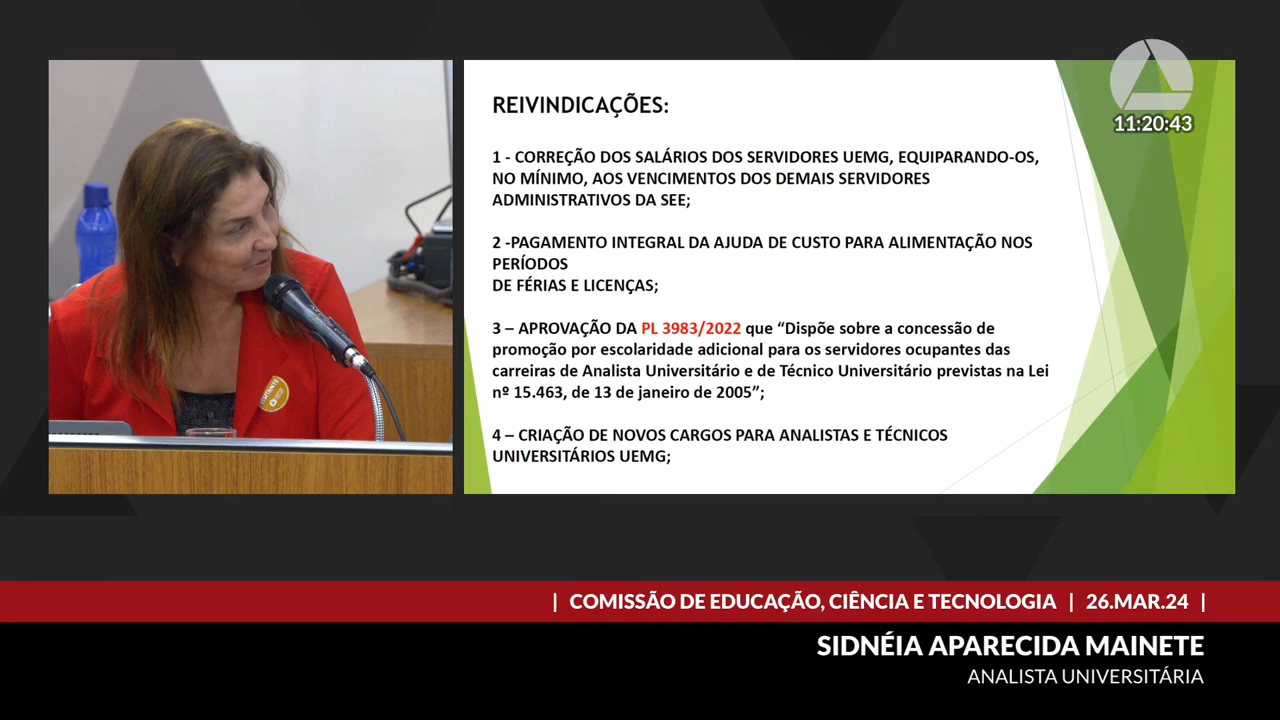 11:20:43
REIVINDICAÇÕES:
1 - CORREÇÃO DOS SALÁRIOS DOS SERVIDORES UEMG, EQUIPARANDO-OS,
NO MÍNIMO, AOS VENCIMENTOS DOS DEMAIS SERVIDORES
ADMINISTRATIVOS DA SEE;
2 -PAGAMENTO INTEGRAL DA AJUDA DE CUSTO PARA ALIMENTAÇÃO NOS
PERÍODOS
DE FÉRIAS E LICENÇAS;
3 – APROVAÇÃO DA PL 3983/2022 que “Dispõe sobre a concessão de
promoção por escolaridade adicional para os servidores ocupantes das
carreiras de Analista Universitário e de Técnico Universitário previstas na Lei
nº 15.463, de 13 de janeiro de 2005”;
4 – CRIAÇÃO DE NOVOS CARGOS PARA ANALISTAS E TÉCNICOS
UNIVERSITÁRIOS UEMG;
| COMISSÃO DE EDUCAÇÃO, CIÊNCIA E TECNOLOGIA | 26.MAR.24 |
SIDNÉIA APARECIDA MAINETE
ANALISTA UNIVERSITÁRIA